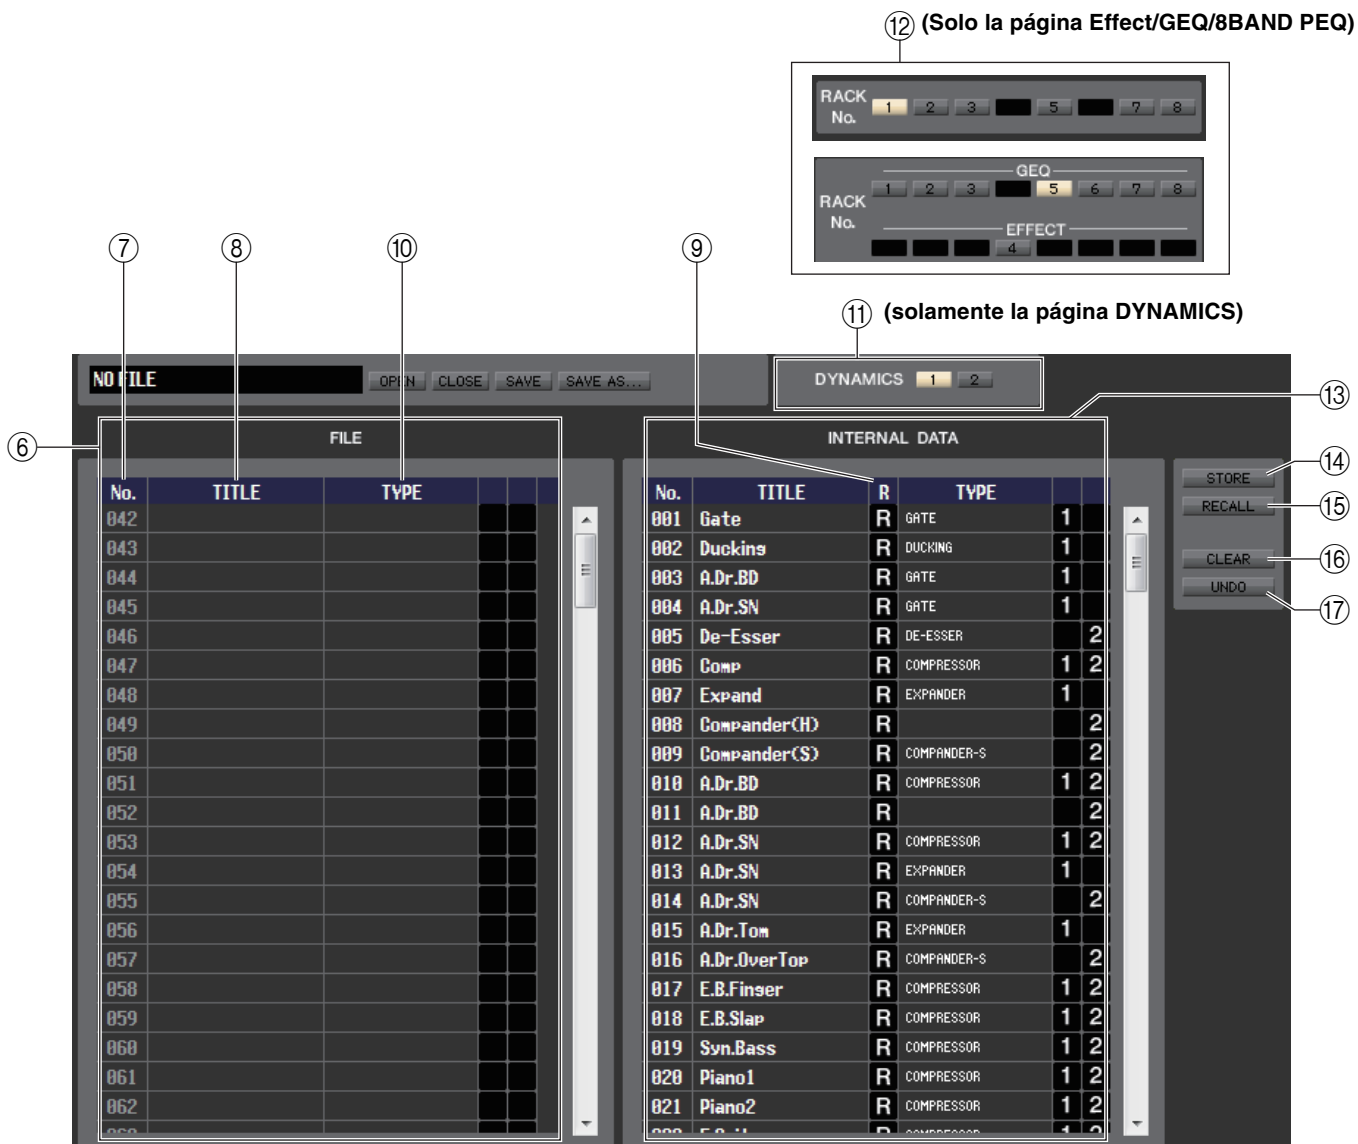 ⑫ (Solo la página Effect/GEQ/8BAND PEQ)
RACK No. 1 2 3 5 7 8
GEQ
RACK No. 1 2 3 5 6 7 8
EFFECT
4
⑦ ⑧ ⑩ ⑨
⑪ (solamente la página DYNAMICS)
NO FILE OPEN CLOSE SAVE SAVE AS... DYNAMICS 1 2
⑬
⑥ FILE INTERNAL DATA
⑭ STORE
⑮ RECALL
⑯ CLEAR
⑰ UNDO
No. TITLE TYPE
042
043
044
045
046
047
048
049
050
051
052
053
054
055
056
057
058
059
060
061
062
No. TITLE R TYPE
001 Gate R GATE 1
002 Ducking R DUCKING 1
003 A.Dr.BD R GATE 1
004 A.Dr.SN R GATE 1
005 De-Esser R DE-ESSER 2
006 Comp R COMPRESSOR 1 2
007 Expand R EXPANDER 1
008 Compander(H) R 2
009 Compander(S) R COMPANDER-S 2
010 A.Dr.BD R COMPRESSOR 1 2
011 A.Dr.BD R 2
012 A.Dr.SN R COMPRESSOR 1 2
013 A.Dr.SN R EXPANDER 1
014 A.Dr.SN R COMPANDER-S 2
015 A.Dr.Tom R EXPANDER 1
016 A.Dr.OverTop R COMPANDER-S 2
017 E.B.Finger R COMPRESSOR 1 2
018 E.B.Slap R COMPRESSOR 1 2
019 Syn.Bass R COMPRESSOR 1 2
020 Piano1 R COMPRESSOR 1 2
021 Piano2 R COMPRESSOR 1 2